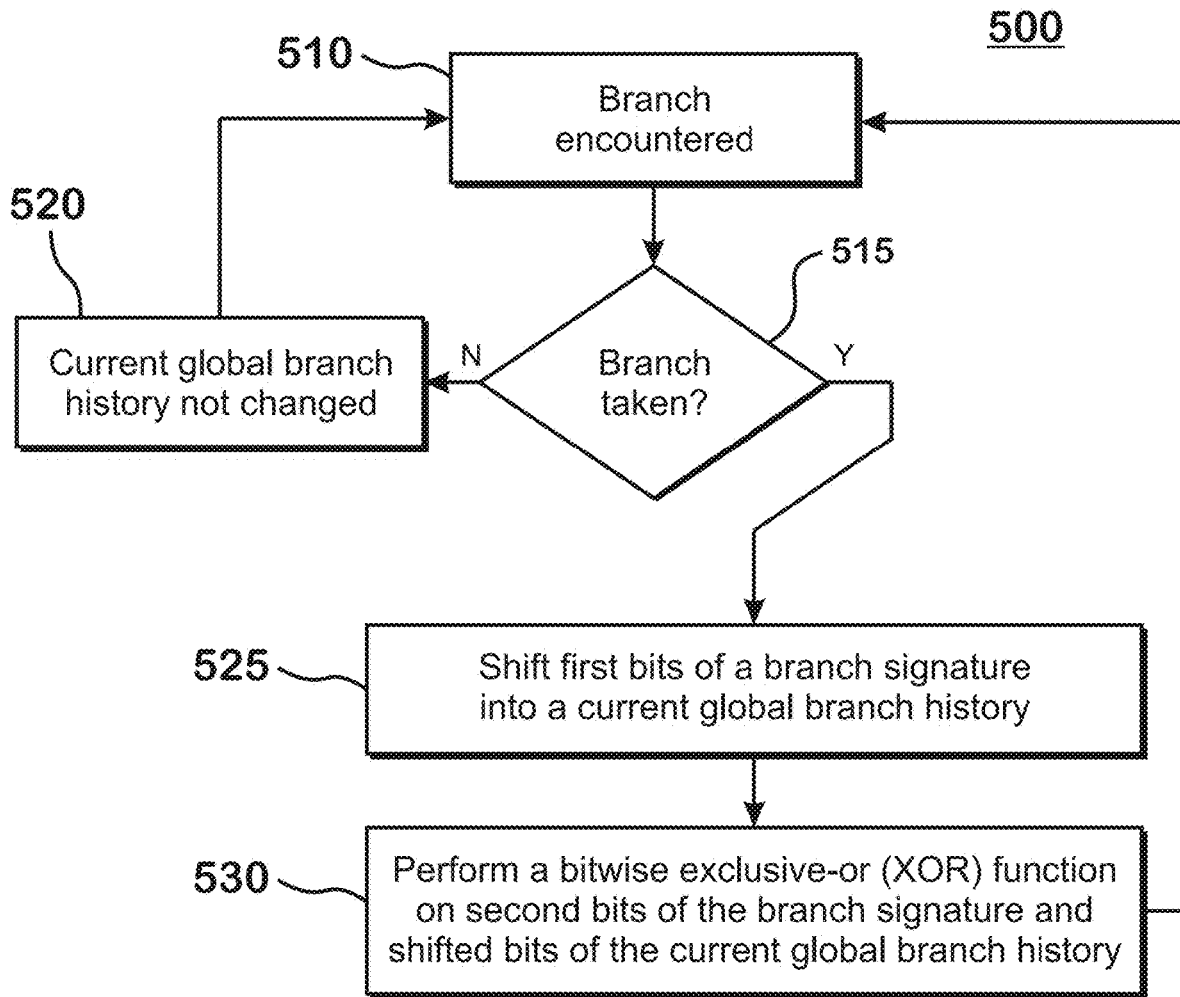 500
510
Branch
encountered
520
515
Current global branch
history not changed
N
Branch
taken?
Y
525
Shift first bits of a branch signature
into a current global branch history
530
Perform a bitwise exclusive-or (XOR) function
on second bits of the branch signature and
shifted bits of the current global branch history